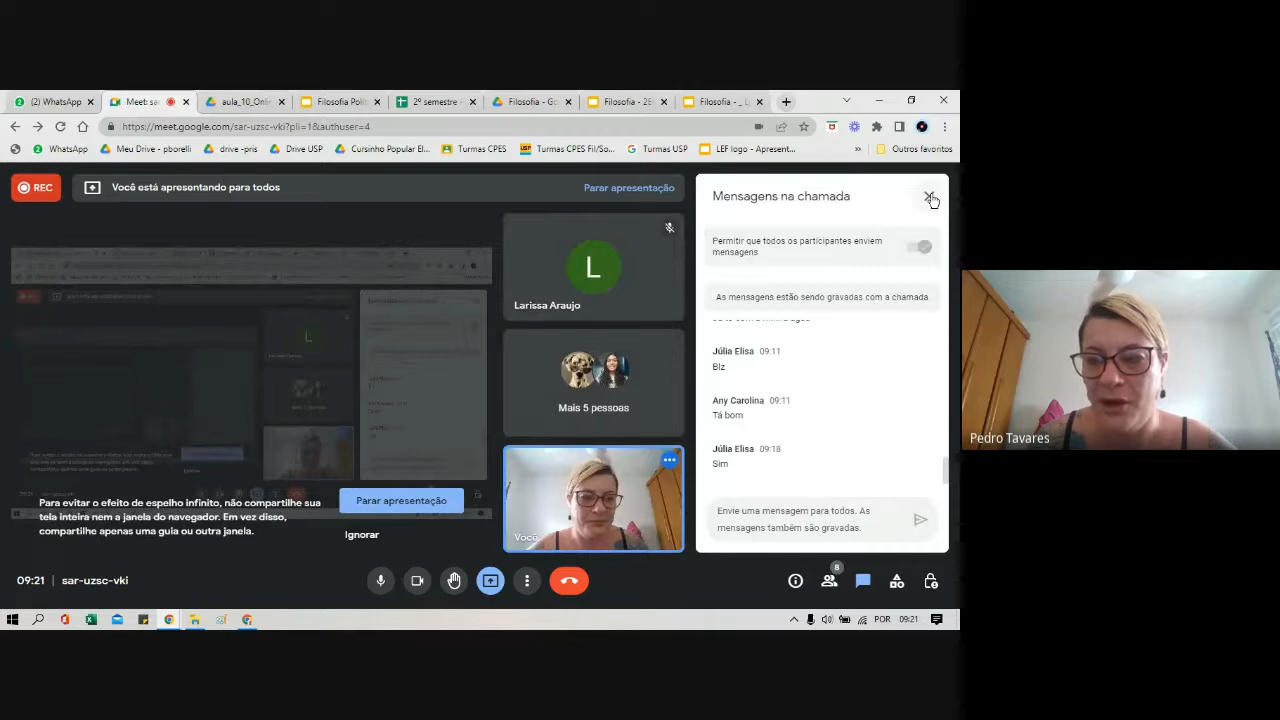 (2) WhatsApp
Meet: sa
aula_10_Onli
Filosofia Polí
2º semestre -
Filosofia - Go
Filosofia - 2E
Filosofia - _ L
https://meet.google.com/sar-uzsc-vki?pli=1&authuser=4
WhatsApp
Meu Drive - pborelli
drive -pris
Drive USP
Cursinho Popular El...
Turmas CPES
Turmas CPES Fil/So...
Turmas USP
LEF logo - Apresent...
»
Outros favoritos
REC
Você está apresentando para todos
Parar apresentação
Mensagens na chamada
Permitir que todos os participantes enviem
mensagens
As mensagens estão sendo gravadas com a chamada
L
Larissa Araujo
Júlia Elisa 09:11
Blz
Any Carolina 09:11
Tá bom
Mais 5 pessoas
Júlia Elisa 09:18
Sim
Pedro Tavares
Para evitar o efeito de espelho infinito, não compartilhe sua
tela inteira nem a janela do navegador. Em vez disso,
compartilhe apenas uma guia ou outra janela.
Parar apresentação
Ignorar
Você
Envie uma mensagem para todos. As
mensagens também são gravadas.
09:21 | sar-uzsc-vki
8
POR
09:21